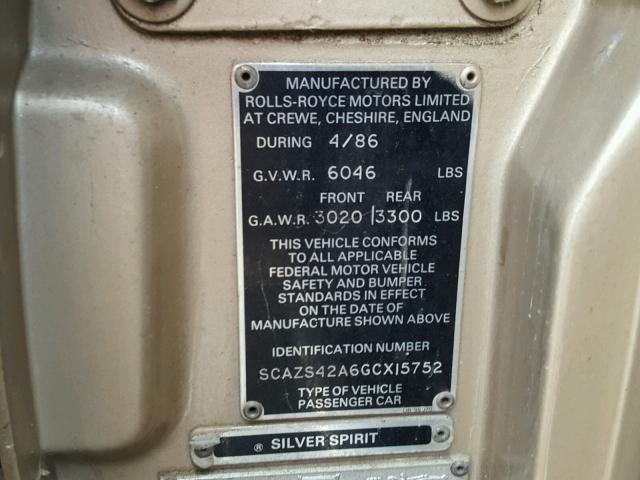 MANUFACTURED BY
ROLLS-ROYCE MOTORS LIMITED
AT CREWE, CHESHIRE, ENGLAND
DURING 4/86
G.V.W.R. 6046 LBS
FRONT REAR
G.A.W.R. 3020 3300 LBS
THIS VEHICLE CONFORMS
TO ALL APPLICABLE
FEDERAL MOTOR VEHICLE
SAFETY AND BUMPER
STANDARDS IN EFFECT
ON THE DATE OF
MANUFACTURE SHOWN ABOVE
IDENTIFICATION NUMBER
SCAZS42A6GCX15752
TYPE OF VEHICLE
PASSENGER CAR
® SILVER SPIRIT